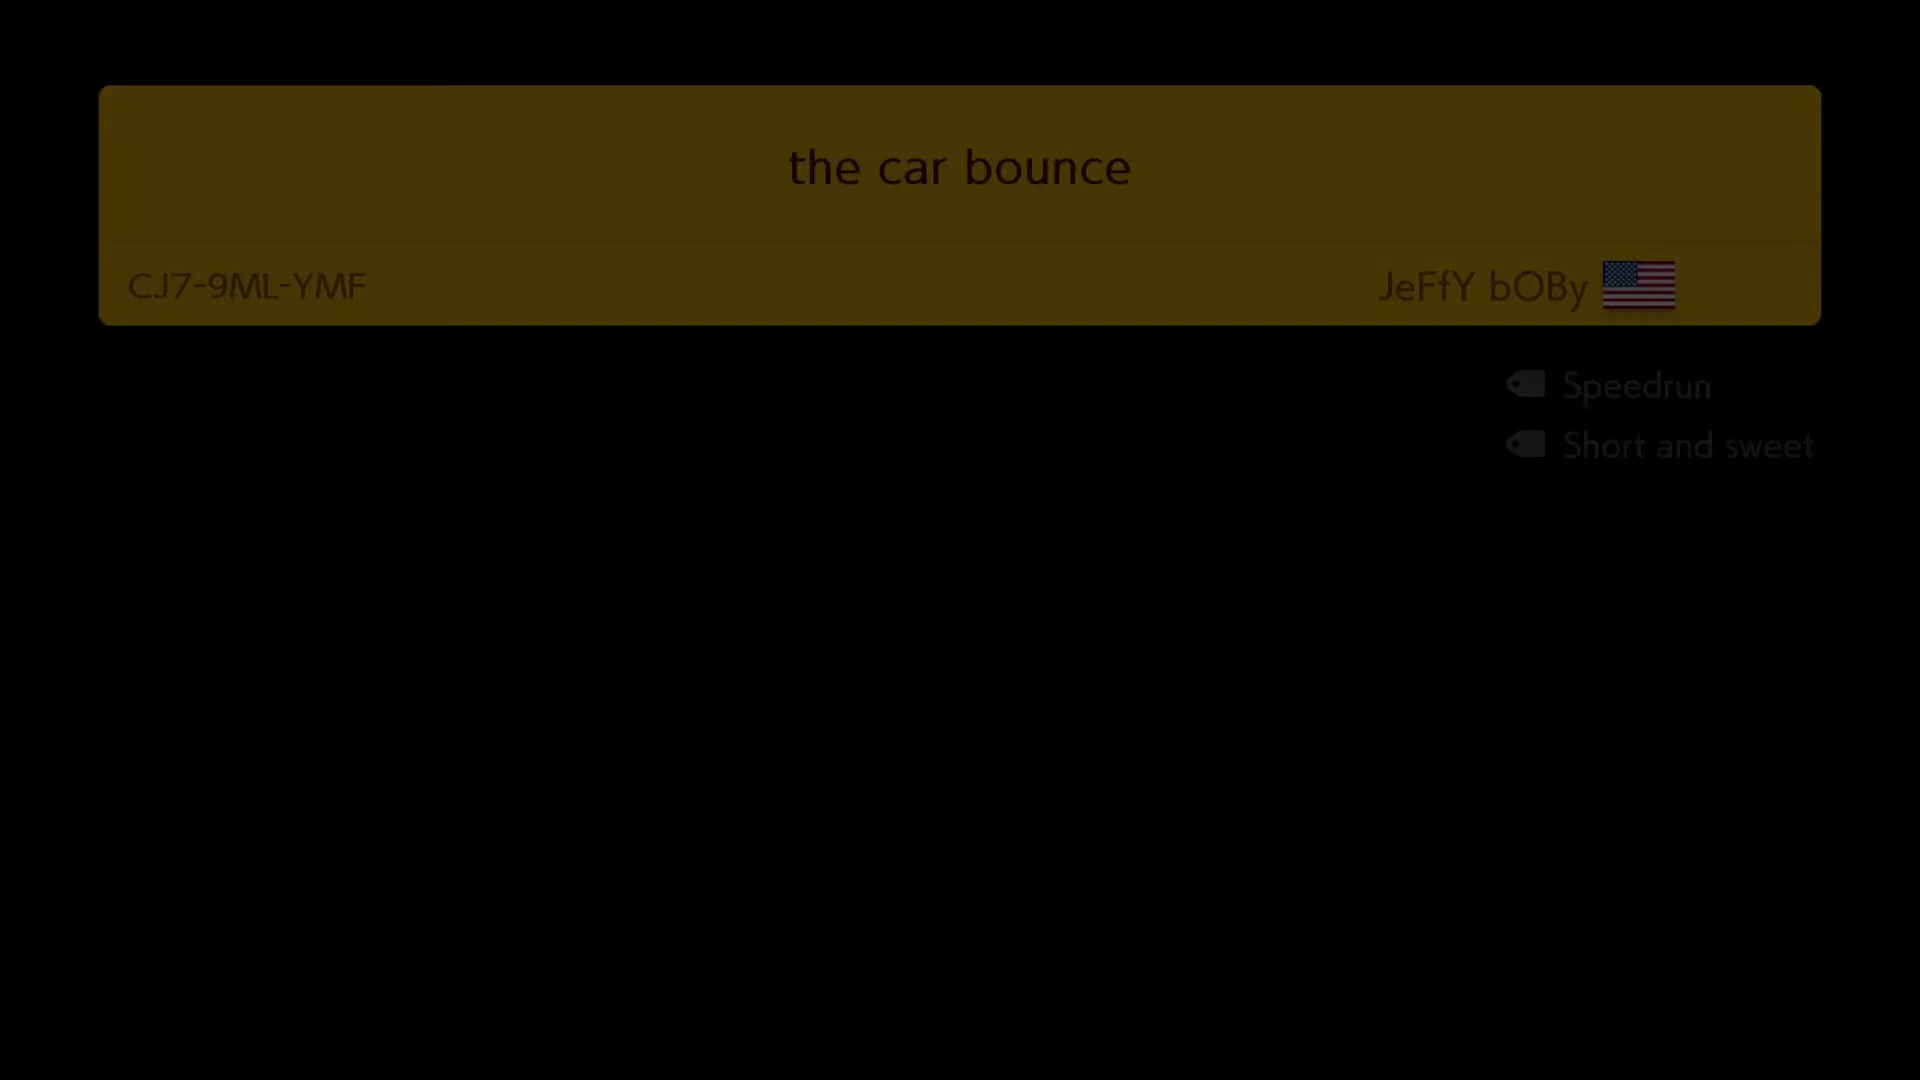 the car bounce
CJ7-9ML-YMF
JeFfY bOBy
Speedrun
Short and sweet